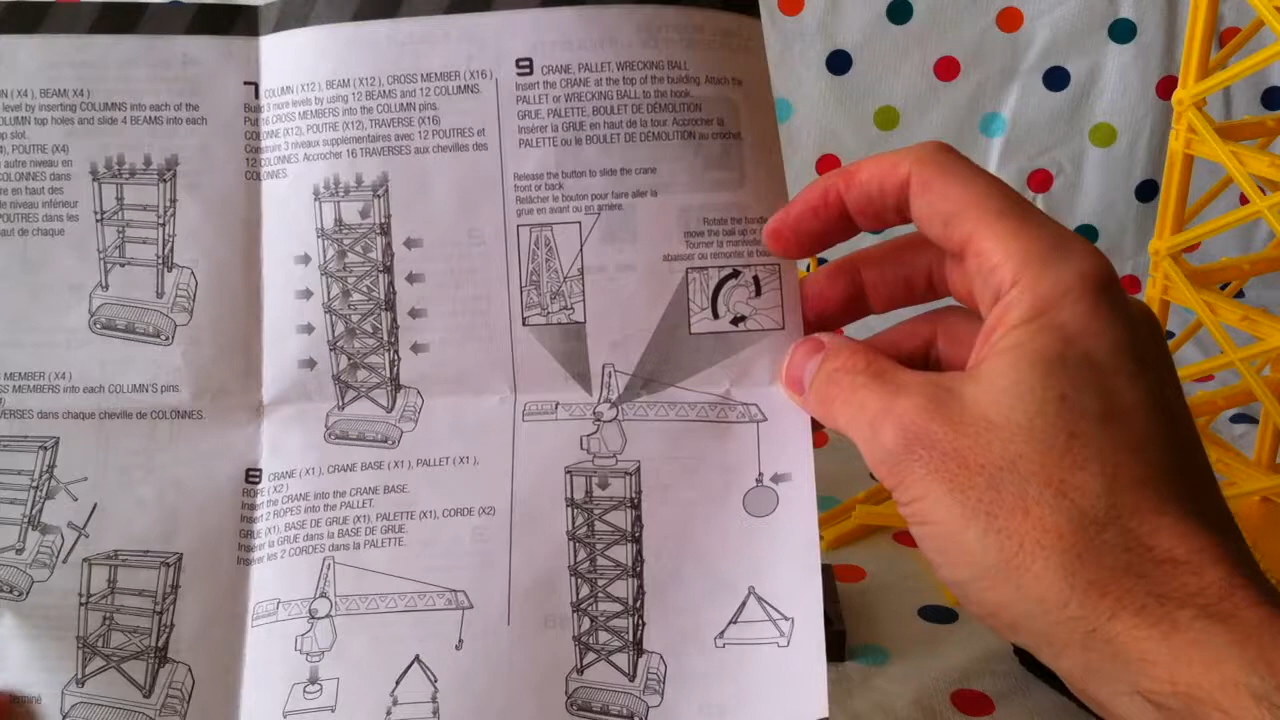 N ( X4 ), BEAM( X4 )
level by inserting COLUMNS into each of the
OLUMN top holes and slide 4 BEAMS into each
p slot.
), POUTRE (X4)
autre niveau en
COLONNES dans
re en haut des
le niveau inférieur
POUTRES dans les
aut de chaque
MEMBER ( X4 )
SS MEMBERS into each COLUMN'S pins.
VERSES dans chaque cheville de COLONNES.
terminé
7 COLUMN ( X12 ), BEAM ( X12 ), CROSS MEMBER ( X16 )
Build 3 more levels by using 12 BEAMS and 12 COLUMNS.
Put 16 CROSS MEMBERS into the COLUMN pins.
COLONNE (X12), POUTRE (X12), TRAVERSE (X16)
Construire 3 niveaux supplémentaires avec 12 POUTRES et
12 COLONNES. Accrocher 16 TRAVERSES aux chevilles des
COLONNES.
8 CRANE ( X1 ), CRANE BASE ( X1 ), PALLET ( X1 ),
ROPE ( X2 )
Insert the CRANE into the CRANE BASE.
Insert 2 ROPES into the PALLET.
GRUE (X1), BASE DE GRUE (X1), PALETTE (X1), CORDE (X2)
Insérer la GRUE dans la BASE DE GRUE.
Insérer les 2 CORDES dans la PALETTE.
9 CRANE, PALLET, WRECKING BALL
Insert the CRANE at the top of the building. Attach the
PALLET or WRECKING BALL to the hook.
GRUE, PALETTE, BOULET DE DÉMOLITION
Insérer la GRUE en haut de la tour. Accrocher la
PALETTE ou le BOULET DE DÉMOLITION au crochet.
Release the button to slide the crane
front or back
Relâcher le bouton pour faire aller la
grue en avant ou en arrière.
Rotate the handle
move the ball up or
Tourner la manivelle
abaisser ou remonter le